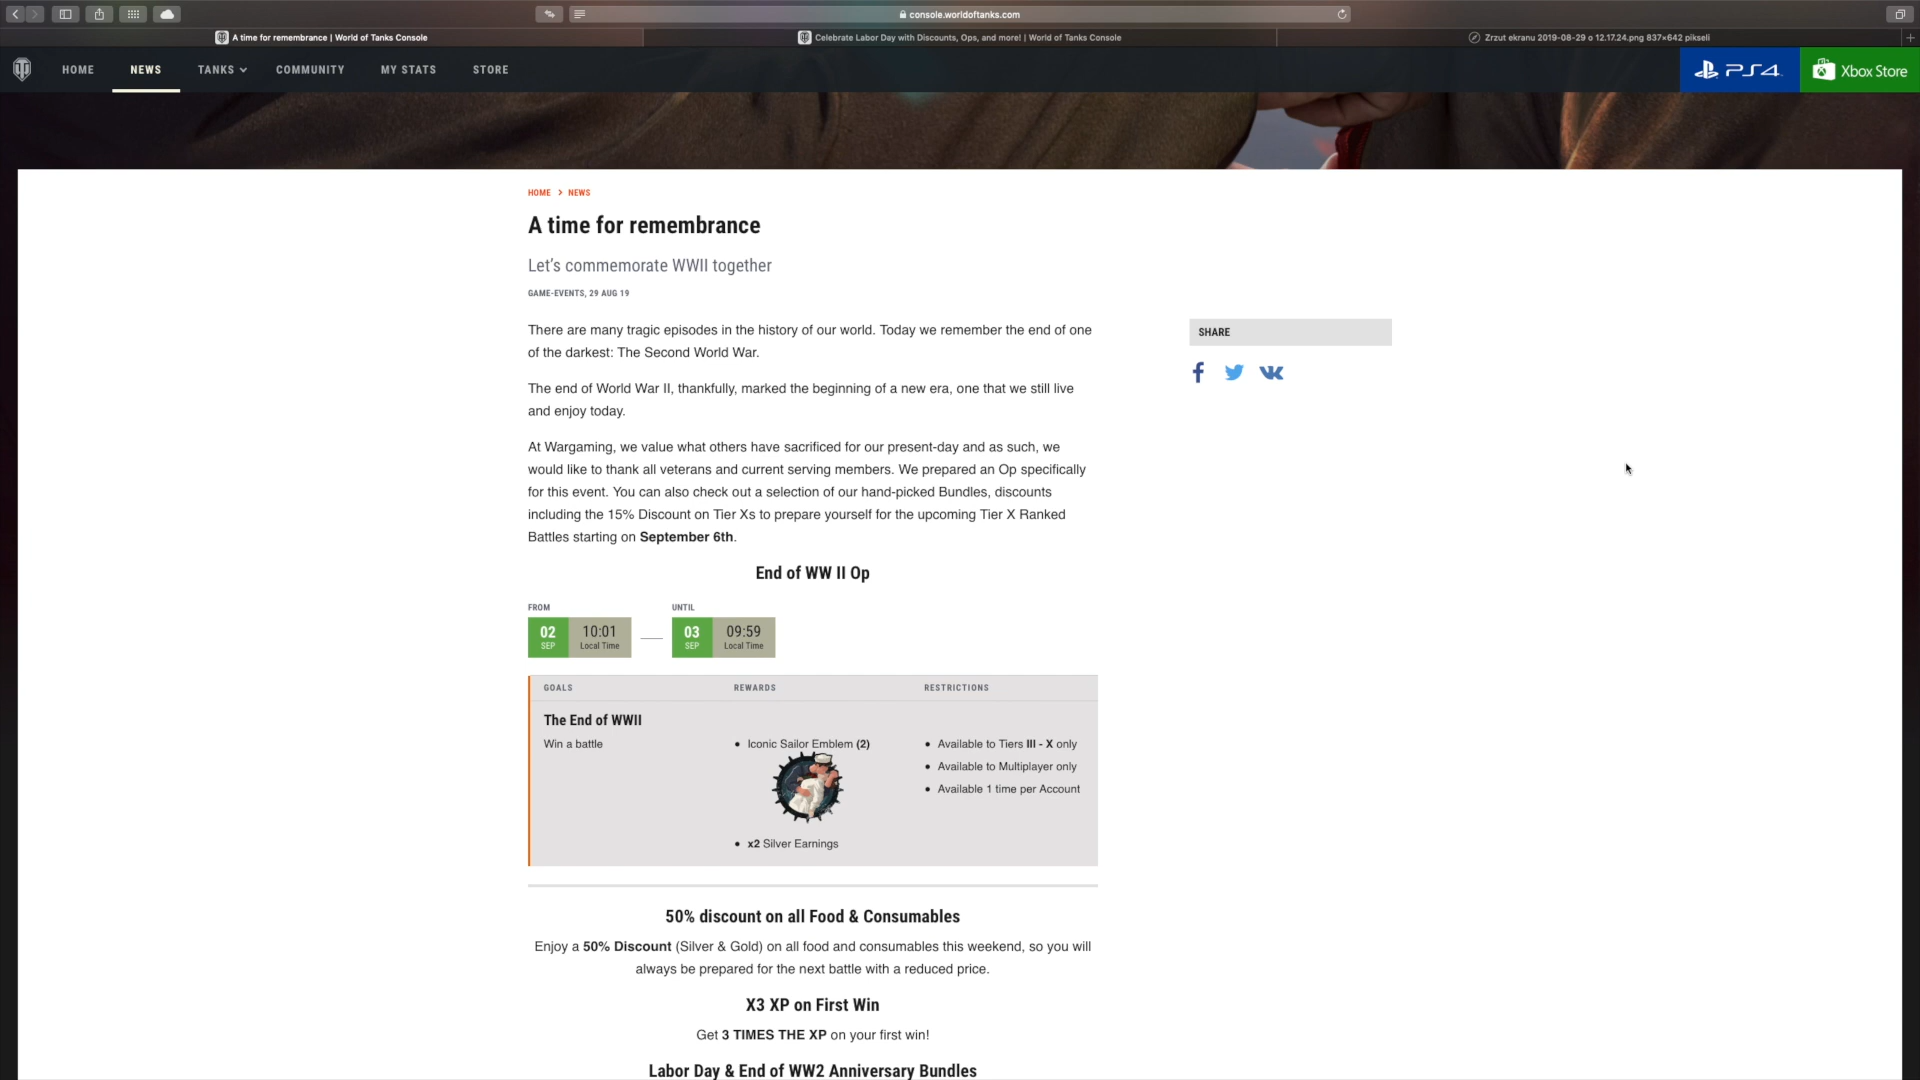 console.worldoftanks.com
A time for remembrance | World of Tanks Console
Celebrate Labor Day with Discounts, Ops, and more! | World of Tanks Console
Zrzut ekranu 2019-08-29 o 12.17.24.png 837×642 pikseli
HOME NEWS TANKS COMMUNITY MY STATS STORE
PS4 Xbox Store
HOME > NEWS
A time for remembrance
Let's commemorate WWII together
GAME-EVENTS, 29 AUG 19
There are many tragic episodes in the history of our world. Today we remember the end of one
of the darkest: The Second World War.
The end of World War II, thankfully, marked the beginning of a new era, one that we still live
and enjoy today.
At Wargaming, we value what others have sacrificed for our present-day and as such, we
would like to thank all veterans and current serving members. We prepared an Op specifically
for this event. You can also check out a selection of our hand-picked Bundles, discounts
including the 15% Discount on Tier Xs to prepare yourself for the upcoming Tier X Ranked
Battles starting on September 6th.
SHARE
End of WW II Op
FROM UNTIL
02 10:01 03 09:59
SEP Local Time SEP Local Time
GOALS REWARDS RESTRICTIONS
The End of WWII
Win a battle
• Iconic Sailor Emblem (2)
• x2 Silver Earnings
• Available to Tiers III - X only
• Available to Multiplayer only
• Available 1 time per Account
50% discount on all Food & Consumables
Enjoy a 50% Discount (Silver & Gold) on all food and consumables this weekend, so you will
always be prepared for the next battle with a reduced price.
X3 XP on First Win
Get 3 TIMES THE XP on your first win!
Labor Day & End of WW2 Anniversary Bundles